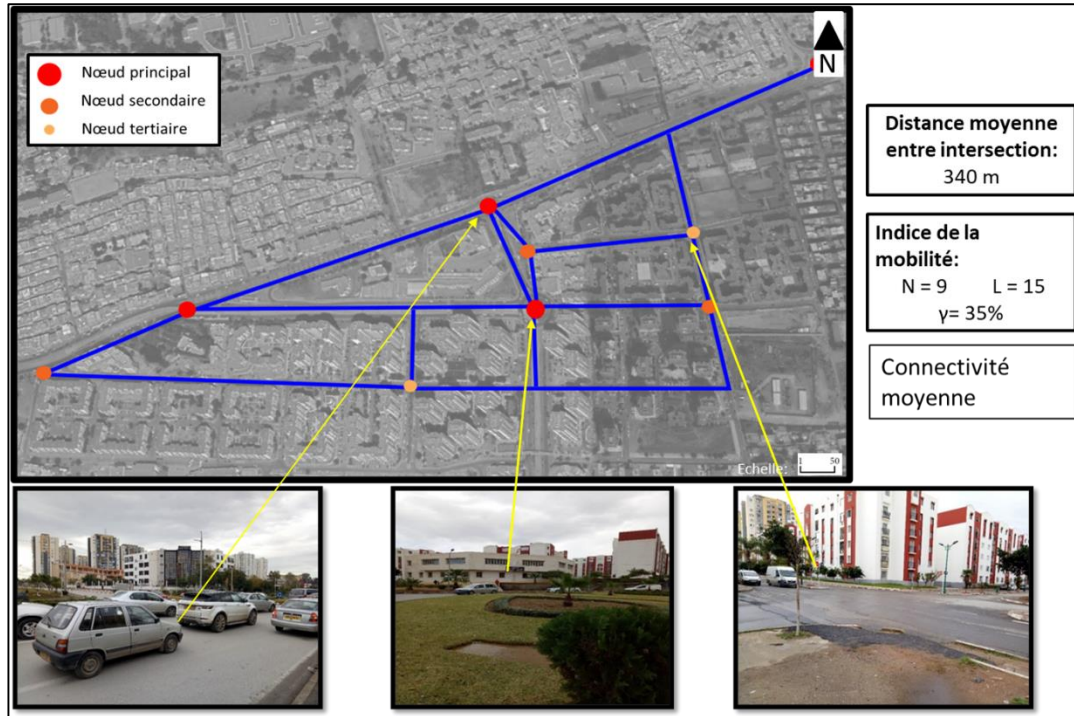 N
Nœud principal
Nœud secondaire
Nœud tertiaire
Distance moyenne
entre intersection:
340 m
Indice de la
mobilité:
N = 9 L = 15
γ= 35%
Connectivité
moyenne
Echelle: 1 50